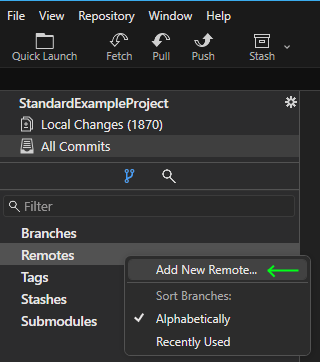 File View Repository Window Help
Quick Launch Fetch Pull Push Stash
StandardExampleProject
Local Changes (1870)
All Commits
Filter
Branches
Remotes
Tags
Stashes
Submodules
Add New Remote...
Sort Branches:
Alphabetically
Recently Used